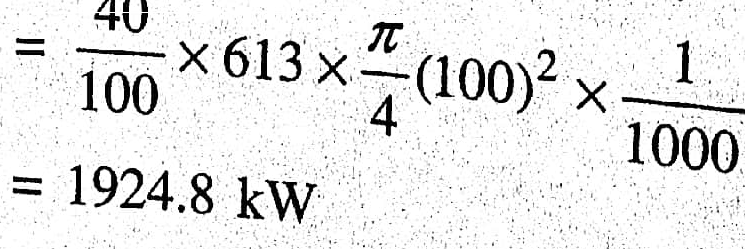 = 40/100 × 613 × π/4 (100)² × 1/1000
= 1924.8 kW